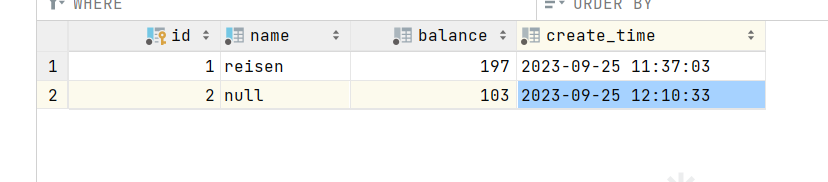 WHERE ORDER BY
id name balance create_time
1 1 reisen 197 2023-09-25 11:37:03
2 2 null 103 2023-09-25 12:10:33